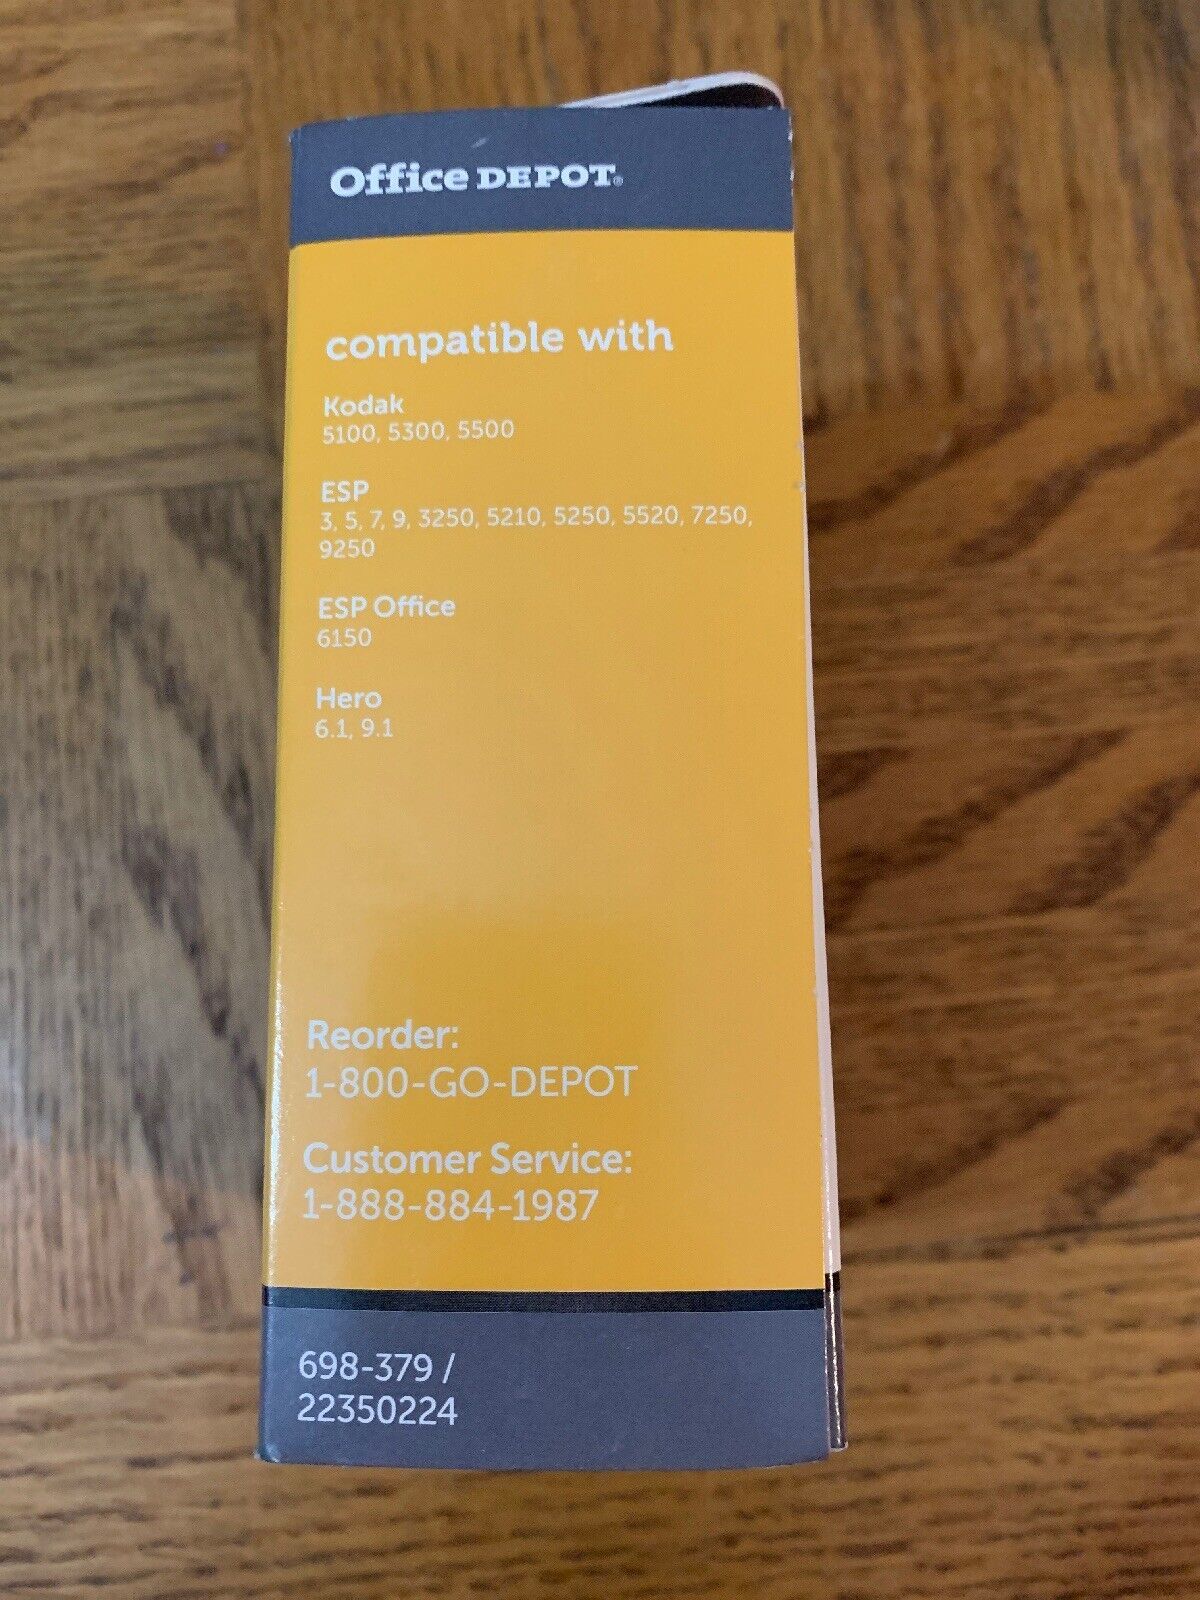 Office DEPOT®
compatible with
Kodak
5100, 5300, 5500
ESP
3, 5, 7, 9, 3250, 5210, 5250, 5520, 7250,
9250
ESP Office
6150
Hero
6.1, 9.1
Reorder:
1-800-GO-DEPOT
Customer Service:
1-888-884-1987
698-379 /
22350224